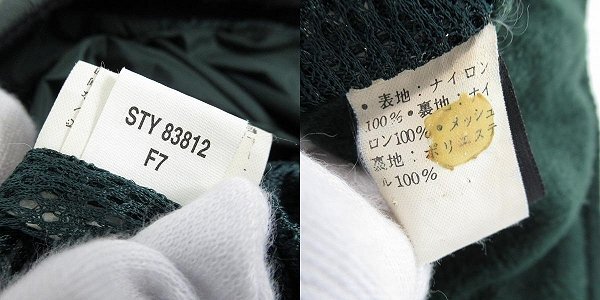 STY 83812
F7
・表地：ナイロン
100%・裏地：ナイ
ロン100%・メッシュ
裏地：ポリエステ
ル100%